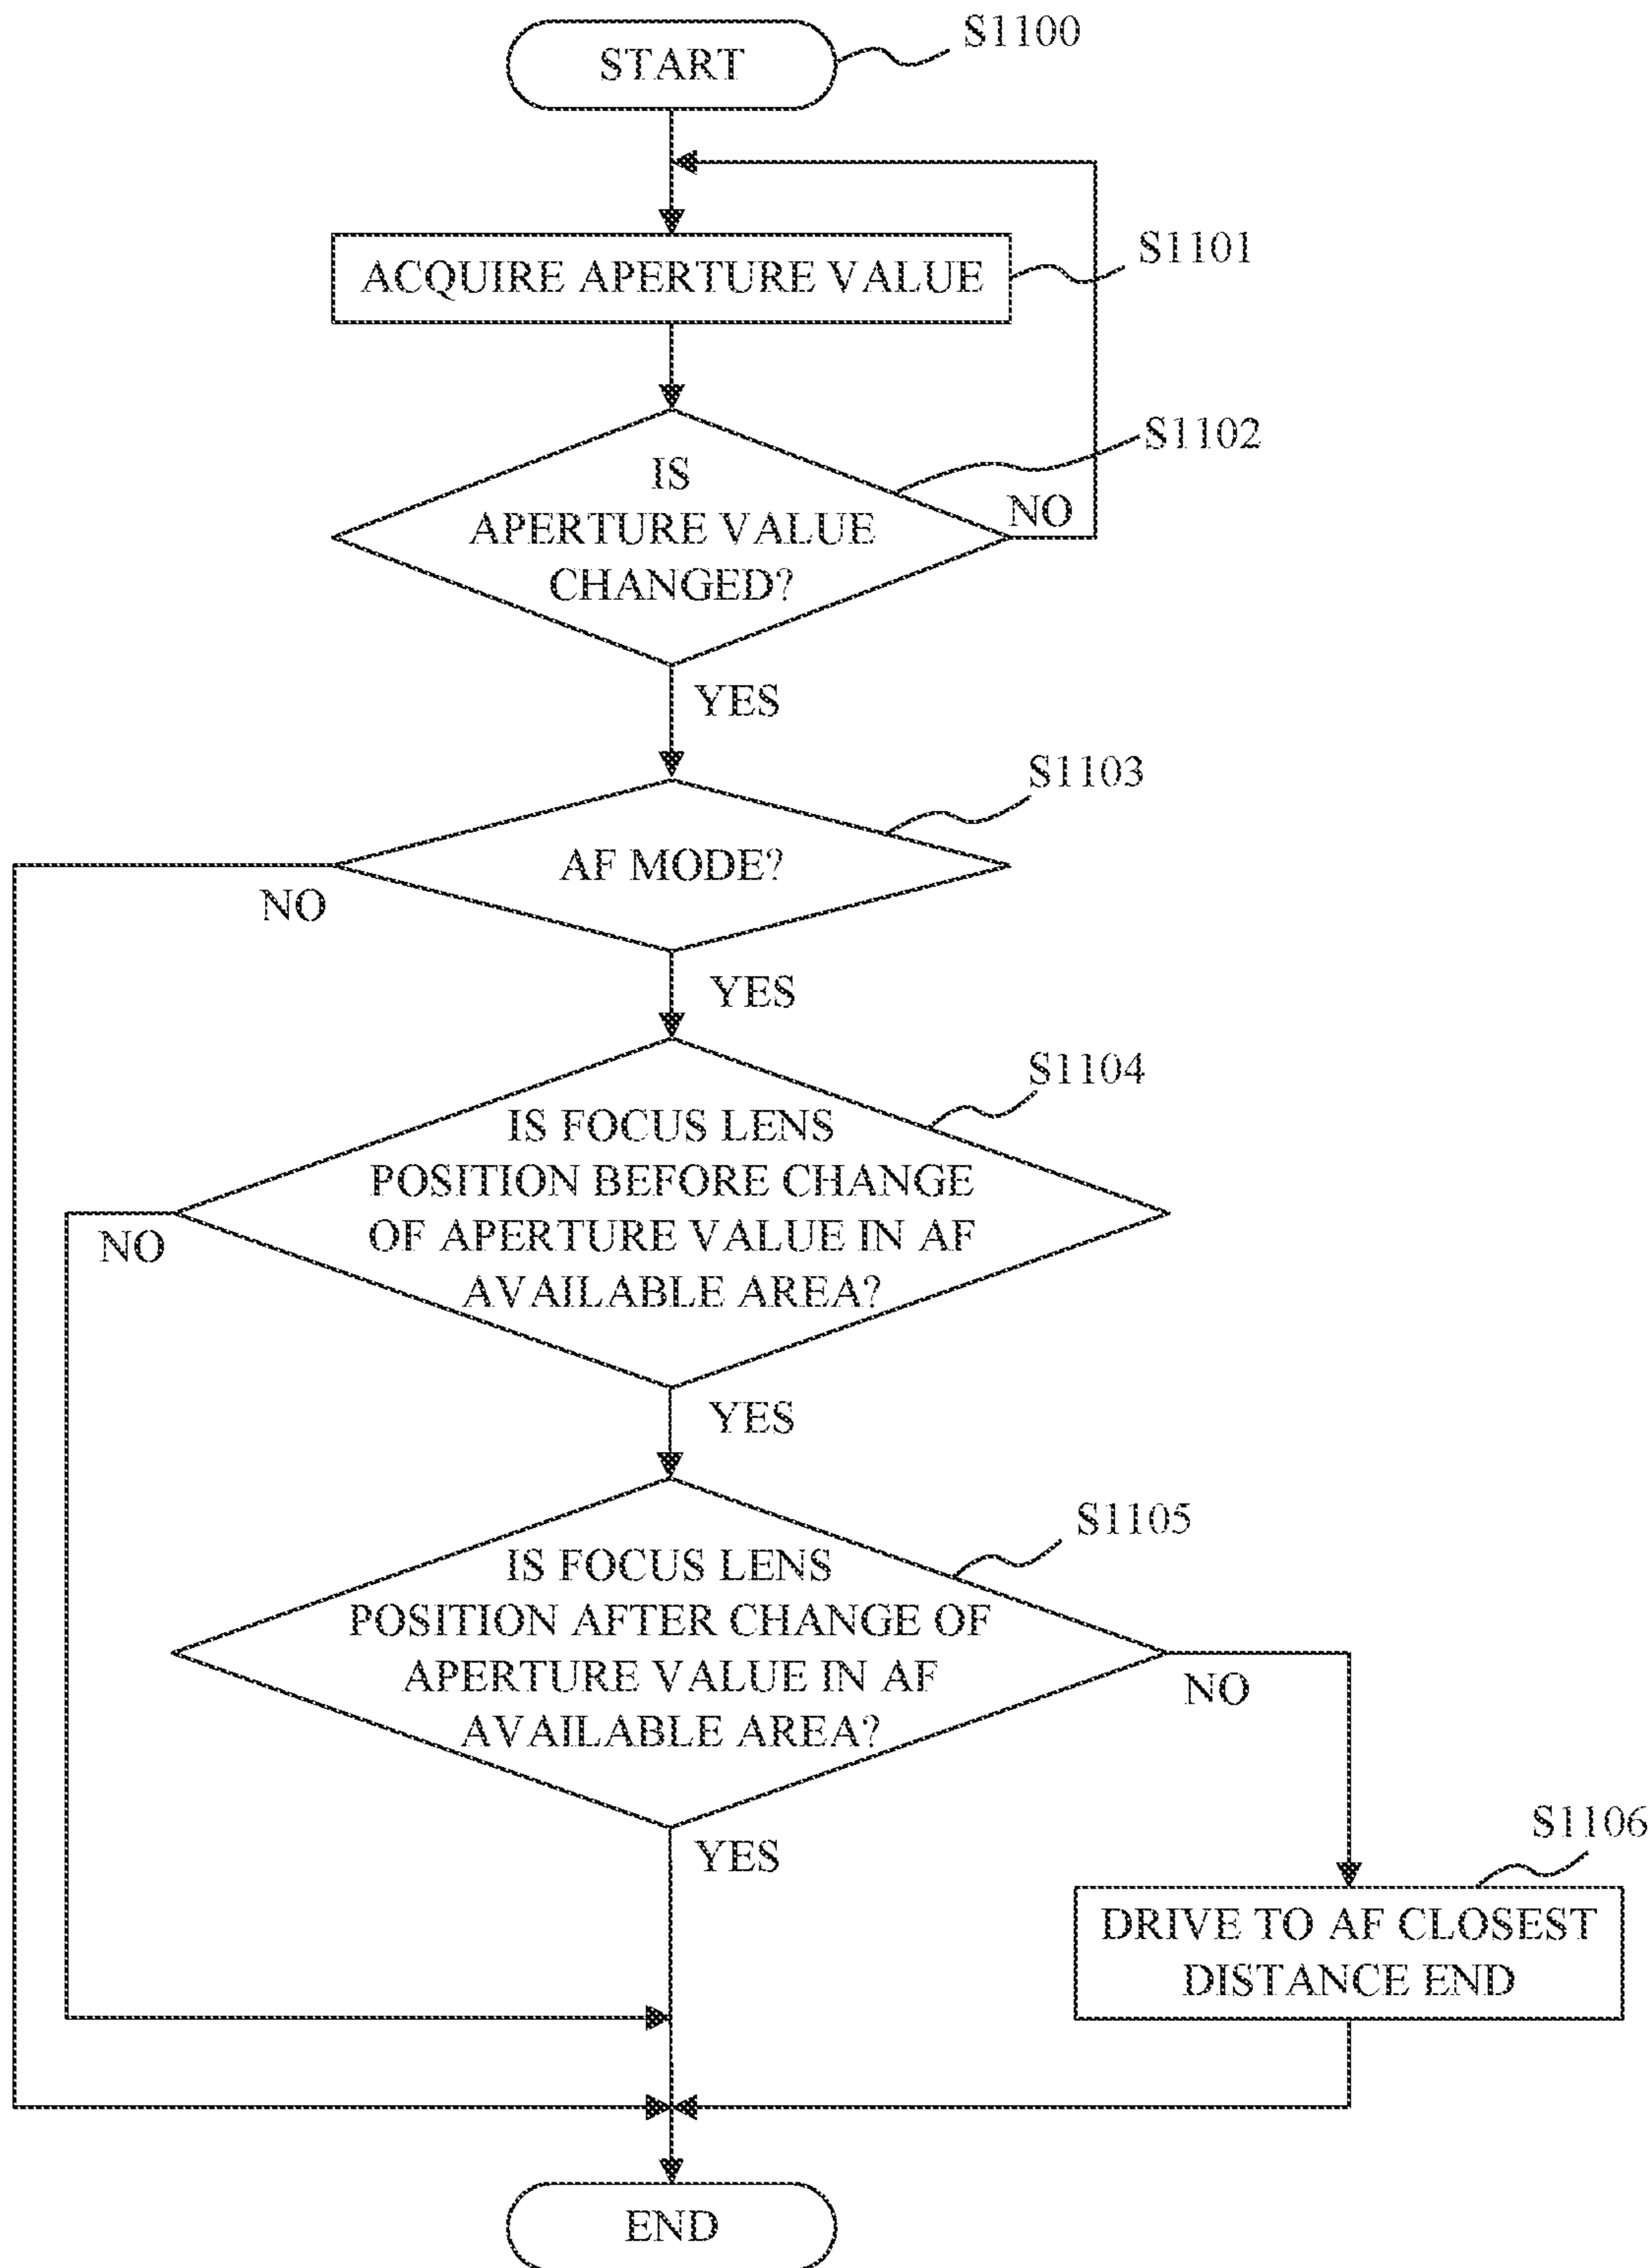 START
S1100
ACQUIRE APERTURE VALUE
S1101
S1102
IS
APERTURE VALUE
CHANGED?
NO
YES
S1103
AF MODE?
NO
YES
S1104
IS FOCUS LENS
POSITION BEFORE CHANGE
OF APERTURE VALUE IN AF
AVAILABLE AREA?
NO
YES
S1105
IS FOCUS LENS
POSITION AFTER CHANGE OF
APERTURE VALUE IN AF
AVAILABLE AREA?
NO
YES
S1106
DRIVE TO AF CLOSEST
DISTANCE END
END